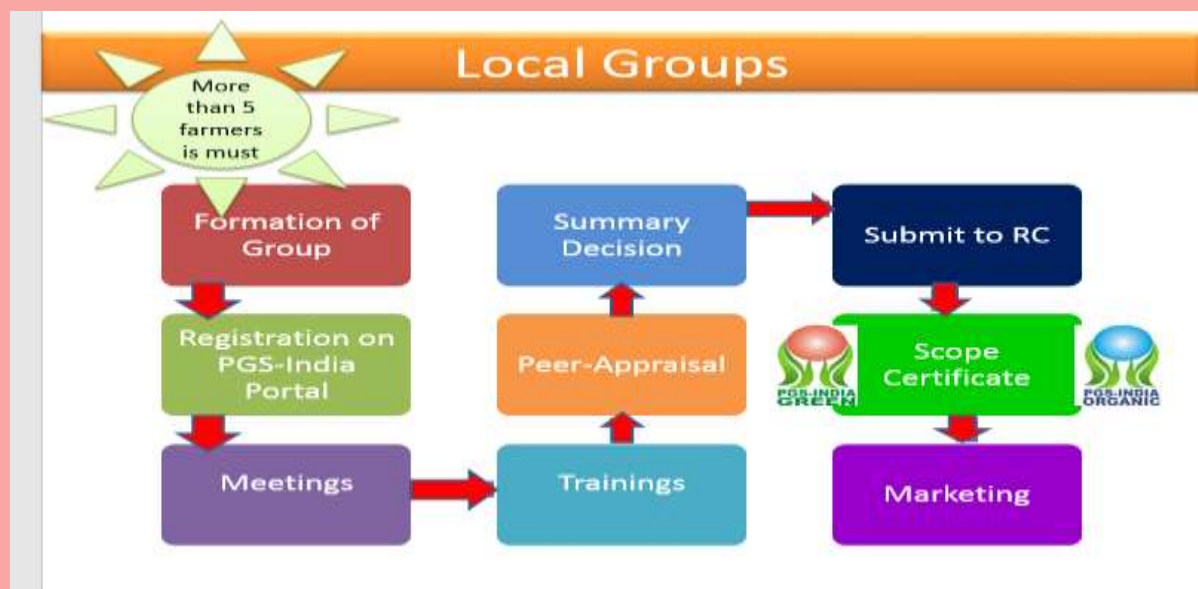 Local Groups
More
than 5
farmers
is must
Formation of
Group
Registration on
PGS-India
Portal
Meetings
Trainings
Peer-Appraisal
Summary
Decision
Submit to RC
Scope
Certificate
PGS-INDIA
GREEN
PGS-INDIA
ORGANIC
Marketing